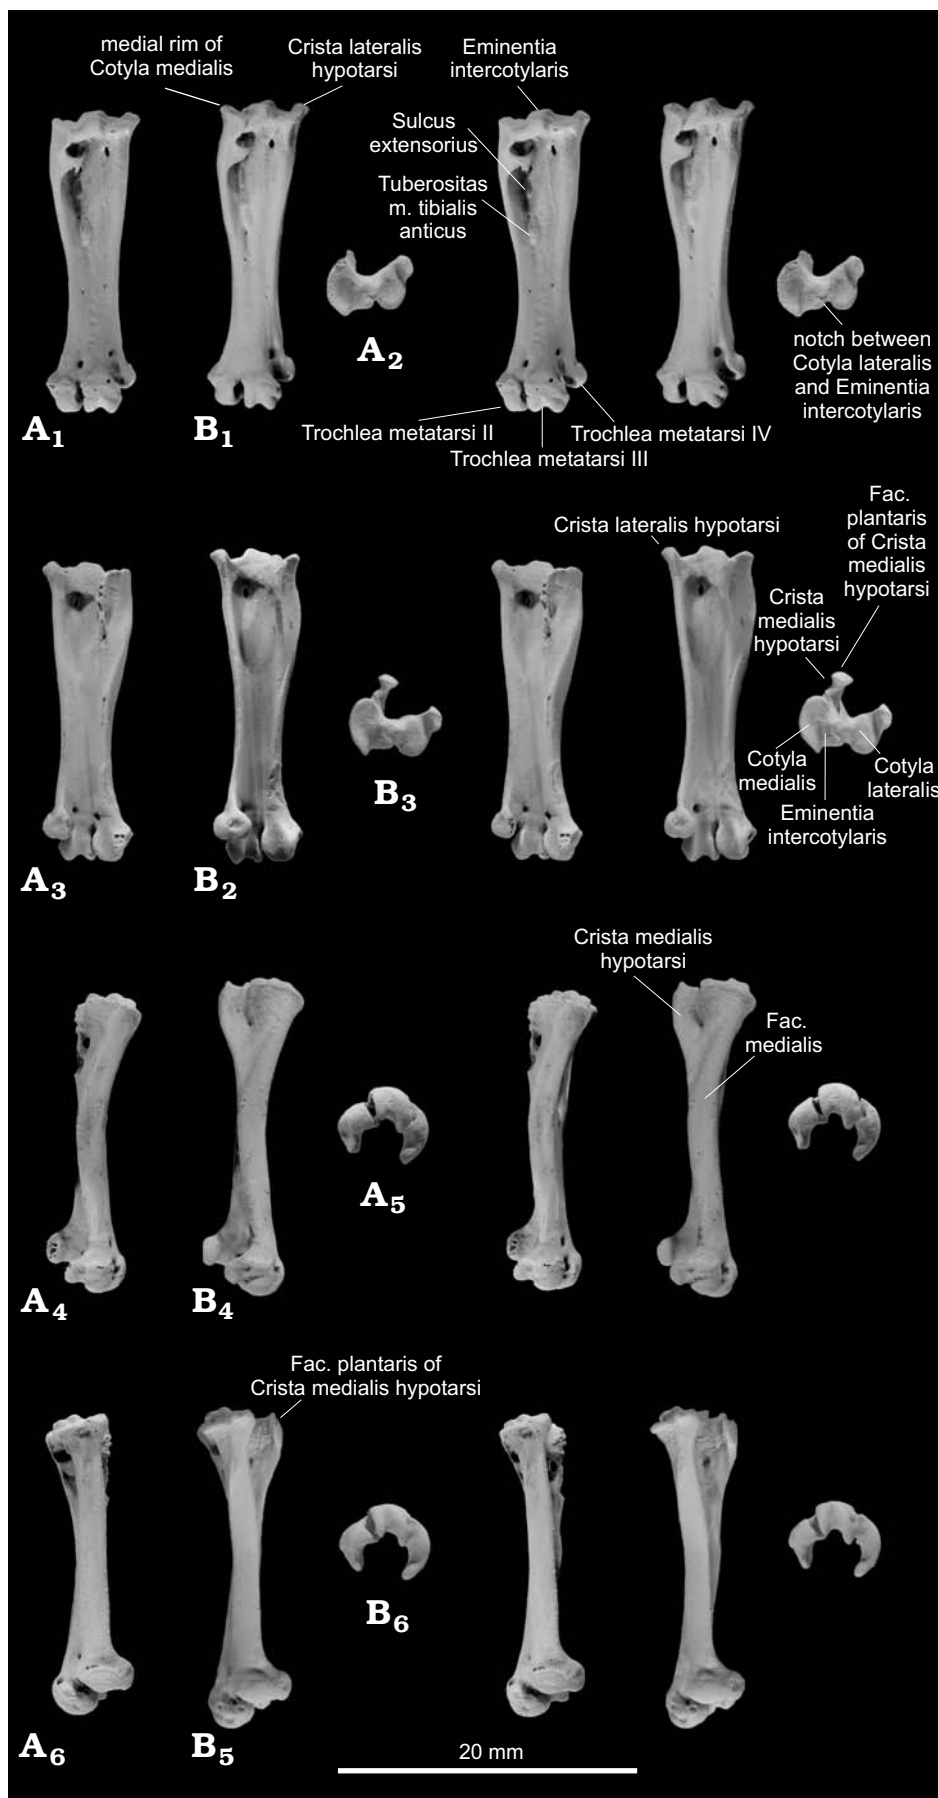 medial rim of
Cotyla medialis
Crista lateralis
hypotarsi
Eminentia
intercotylaris
Sulcus
extensorius
Tuberositas
m. tibialis
anticus
A2
notch between
Cotyla lateralis
and Eminentia
intercotylaris
A1
B1
Trochlea metatarsi II
Trochlea metatarsi IV
Trochlea metatarsi III
Crista lateralis hypotarsi
Fac.
plantaris
of Crista
medialis
hypotarsi
Crista
medialis
hypotarsi
B3
Cotyla
medialis
Cotyla
lateralis
Eminentia
intercotylaris
A3
B2
Crista medialis
hypotarsi
Fac.
medialis
A5
A4
B4
Fac. plantaris of
Crista medialis hypotarsi
B6
A6
B5
20 mm